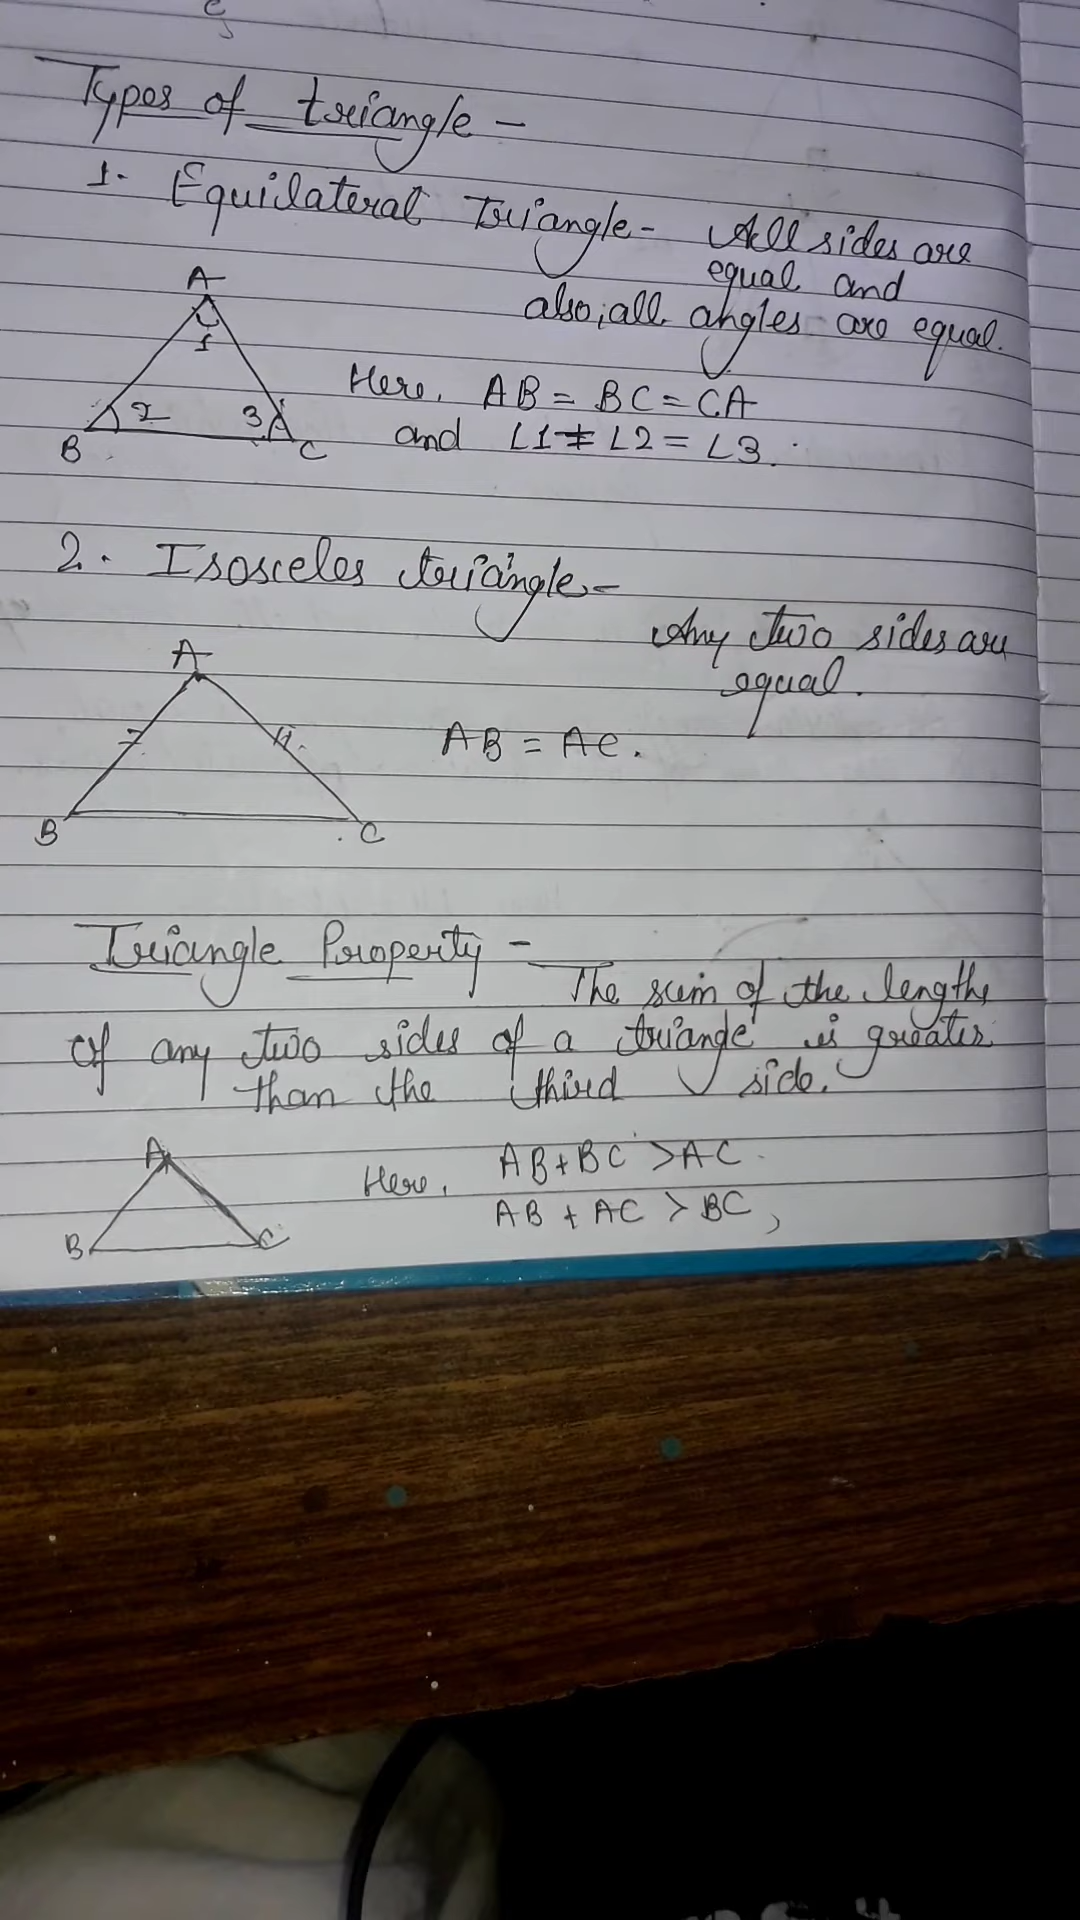 Types of triangle -
1. Equilateral Triangle - All sides are
equal and
also, all angles are equal.
A
1
2
3
B
C
Here, AB = BC = CA
and ∠1 = ∠2 = ∠3.
2. Isosceles triangle -
Any two sides are
equal.
A
AB = AC.
B
C
Triangle Property -
The sum of the lengths
of any two sides of a triangle is greater
than the third side.
A
B
C
Here, AB + BC > AC.
AB + AC > BC,